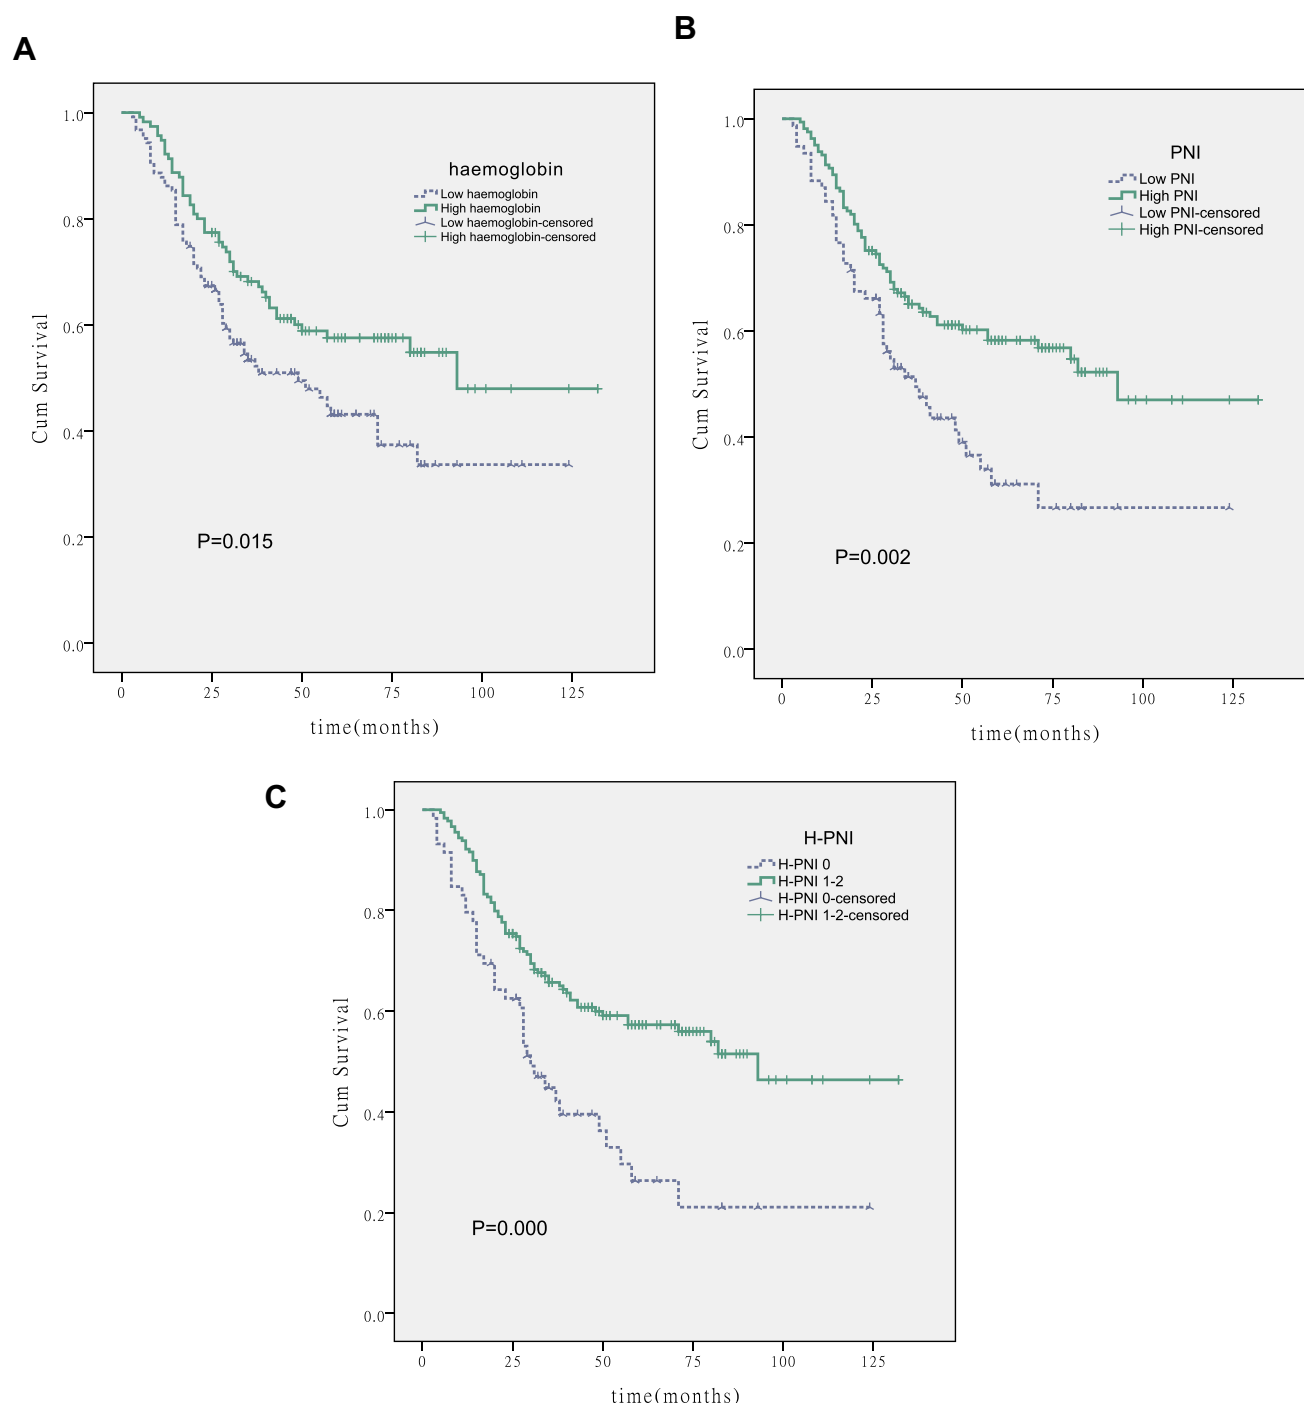 A
haemoglobin
Low haemoglobin
High haemoglobin
Low haemoglobin-censored
High haemoglobin-censored
1.0
0.8
0.6
0.4
0.2
0.0
Cum Survival
P=0.015
0 25 50 75 100 125
time(months)
B
PNI
Low PNI
High PNI
Low PNI-censored
High PNI-censored
1.0
0.8
0.6
0.4
0.2
0.0
Cum Survival
P=0.002
0 25 50 75 100 125
time(months)
C
H-PNI
H-PNI 0
H-PNI 1-2
H-PNI 0-censored
H-PNI 1-2-censored
1.0
0.8
0.6
0.4
0.2
0.0
Cum Survival
P=0.000
0 25 50 75 100 125
time(months)